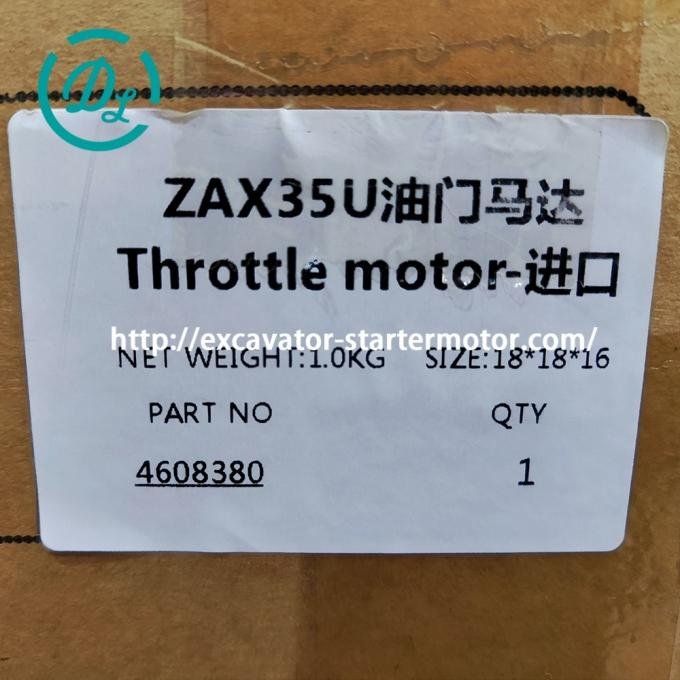 DL
ZAX35U油门马达
Throttle motor-进口
http://excavator-startermotor.com/
NET WEIGHT:1.0KG SIZE:18*18*16
PART NO QTY
4608380 1